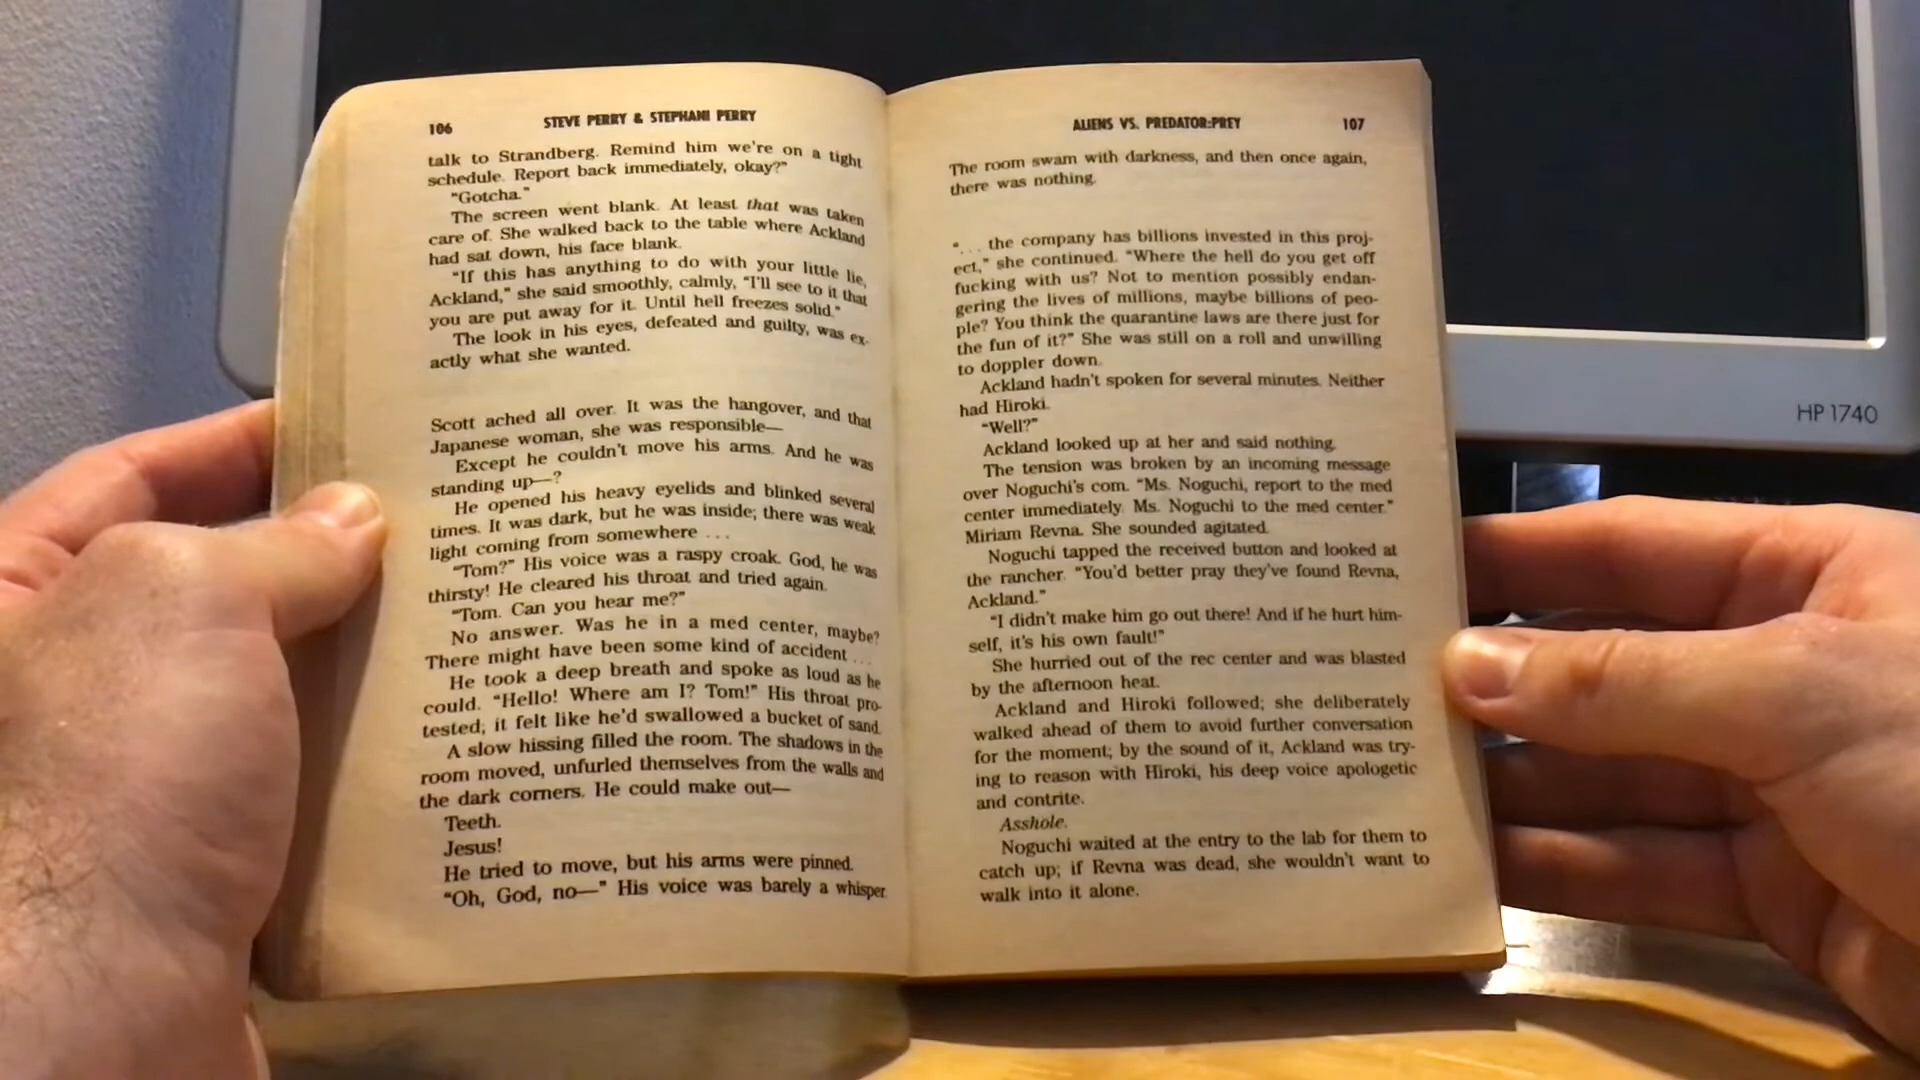 106
STEVE PERRY & STEPHANI PERRY
talk to Strandberg. Remind him we're on a tight
schedule. Report back immediately, okay?"
"Gotcha."
The screen went blank. At least that was taken
care of. She walked back to the table where Ackland
had sat down, his face blank.
"If this has anything to do with your little lie,
Ackland," she said smoothly, calmly, "I'll see to it that
you are put away for it. Until hell freezes solid."
The look in his eyes, defeated and guilty, was ex-
actly what she wanted.
Scott ached all over. It was the hangover, and that
Japanese woman, she was responsible—
Except he couldn't move his arms. And he was
standing up—?
He opened his heavy eyelids and blinked several
times. It was dark, but he was inside; there was weak
light coming from somewhere . . .
"Tom?" His voice was a raspy croak. God, he was
thirsty! He cleared his throat and tried again.
"Tom. Can you hear me?"
No answer. Was he in a med center, maybe?
There might have been some kind of accident . . .
He took a deep breath and spoke as loud as he
could. "Hello! Where am I? Tom!" His throat pro-
tested; it felt like he'd swallowed a bucket of sand.
A slow hissing filled the room. The shadows in the
room moved, unfurled themselves from the walls and
the dark corners. He could make out—
Teeth.
Jesus!
He tried to move, but his arms were pinned.
"Oh, God, no—" His voice was barely a whisper.
ALIENS VS. PREDATOR:PREY
107
The room swam with darkness, and then once again,
there was nothing.
". . . the company has billions invested in this proj-
ect," she continued. "Where the hell do you get off
fucking with us? Not to mention possibly endan-
gering the lives of millions, maybe billions of peo-
ple? You think the quarantine laws are there just for
the fun of it?" She was still on a roll and unwilling
to doppler down.
Ackland hadn't spoken for several minutes. Neither
had Hiroki.
"Well?"
Ackland looked up at her and said nothing.
The tension was broken by an incoming message
over Noguchi's com. "Ms. Noguchi, report to the med
center immediately. Ms. Noguchi to the med center."
Miriam Revna. She sounded agitated.
Noguchi tapped the received button and looked at
the rancher. "You'd better pray they've found Revna,
Ackland."
"I didn't make him go out there! And if he hurt him-
self, it's his own fault!"
She hurried out of the rec center and was blasted
by the afternoon heat.
Ackland and Hiroki followed; she deliberately
walked ahead of them to avoid further conversation
for the moment; by the sound of it, Ackland was try-
ing to reason with Hiroki, his deep voice apologetic
and contrite.
Asshole.
Noguchi waited at the entry to the lab for them to
catch up; if Revna was dead, she wouldn't want to
walk into it alone.
HP 1740